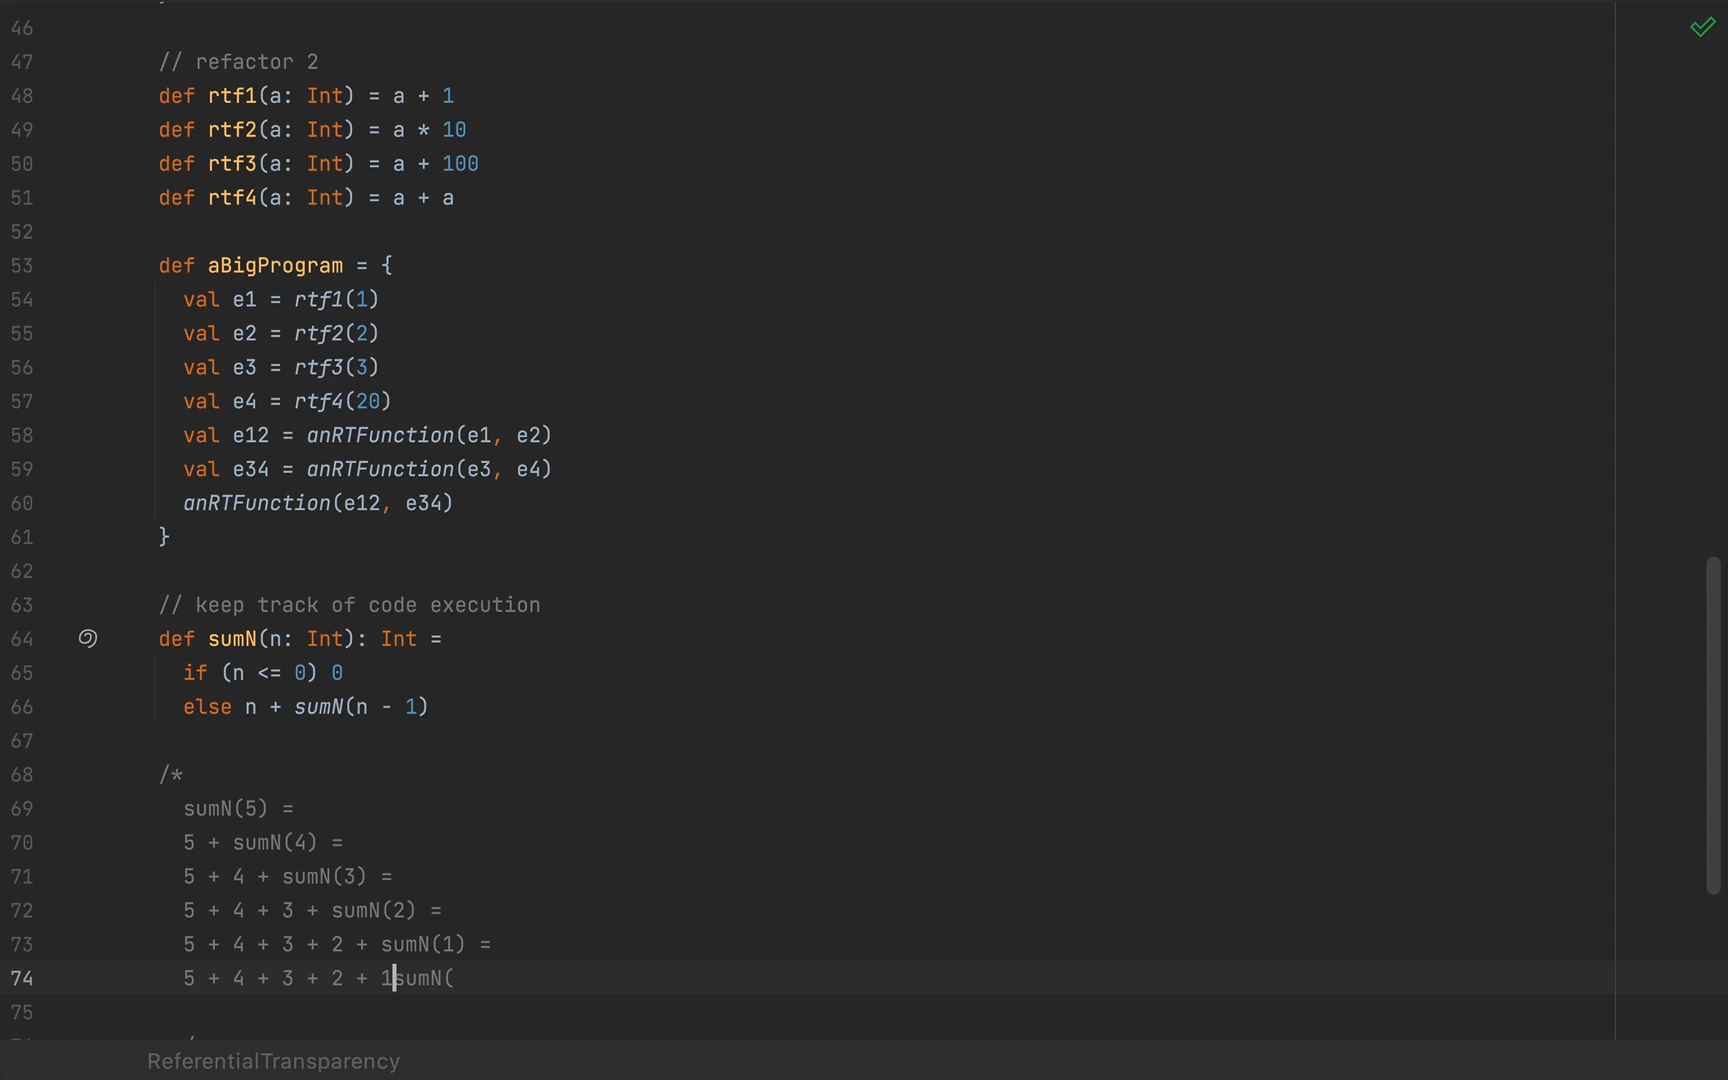 46
47 // refactor 2
48 def rtf1(a: Int) = a + 1
49 def rtf2(a: Int) = a * 10
50 def rtf3(a: Int) = a + 100
51 def rtf4(a: Int) = a + a
52
53 def aBigProgram = {
54 val e1 = rtf1(1)
55 val e2 = rtf2(2)
56 val e3 = rtf3(3)
57 val e4 = rtf4(20)
58 val e12 = anRTFunction(e1, e2)
59 val e34 = anRTFunction(e3, e4)
60 anRTFunction(e12, e34)
61 }
62
63 // keep track of code execution
64 def sumN(n: Int): Int =
65 if (n <= 0) 0
66 else n + sumN(n - 1)
67
68 /*
69 sumN(5) =
70 5 + sumN(4) =
71 5 + 4 + sumN(3) =
72 5 + 4 + 3 + sumN(2) =
73 5 + 4 + 3 + 2 + sumN(1) =
74 5 + 4 + 3 + 2 + 1sumN(
75
ReferentialTransparency